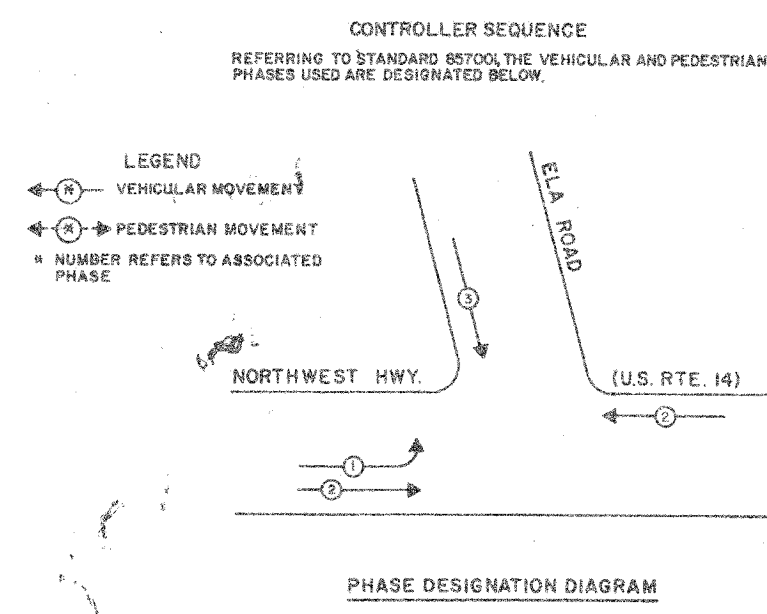 CONTROLLER SEQUENCE
REFERRING TO STANDARD 857001, THE VEHICULAR AND PEDESTRIAN
PHASES USED ARE DESIGNATED BELOW.
LEGEND
* VEHICULAR MOVEMENT
* PEDESTRIAN MOVEMENT
* NUMBER REFERS TO ASSOCIATED
PHASE
ELA ROAD
3
NORTHWEST HWY.
(U.S. RTE. 14)
2
1
2
PHASE DESIGNATION DIAGRAM